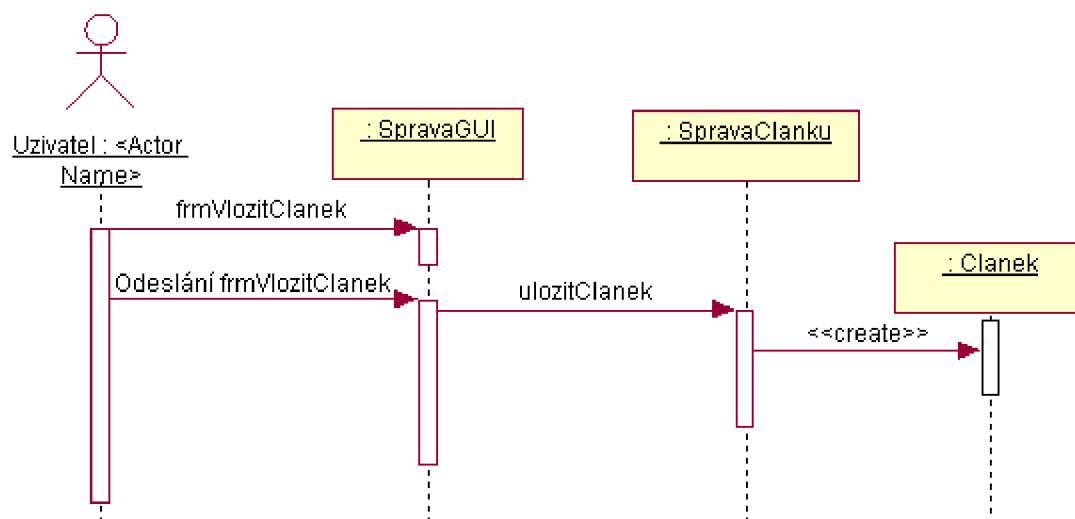 : SpravaGUI
: SpravaClanku
Uzivatel : <Actor
Name>
frmVlozitClanek
: Clanek
Odeslání frmVlozitClanek
ulozitClanek
<<create>>